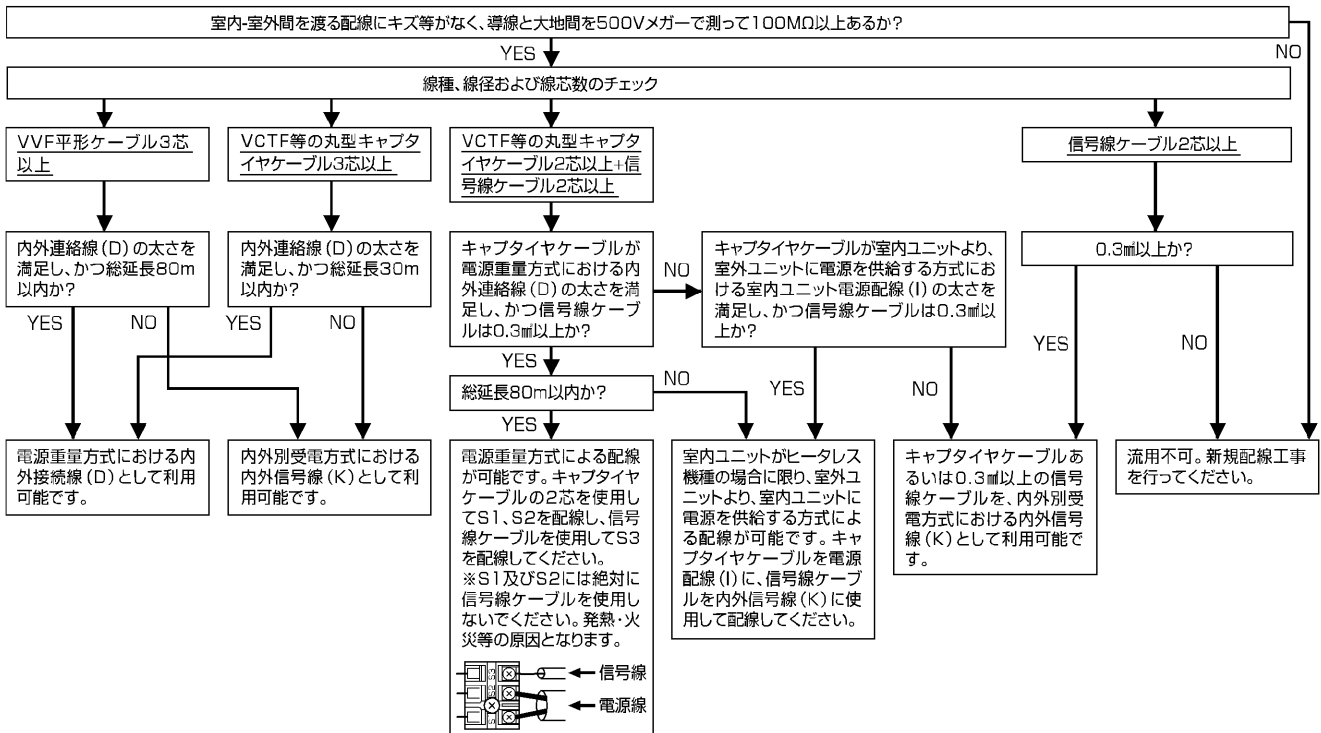 室内-室外間を渡る配線にキズ等がなく、導線と大地間を500Vメガーで測って100MΩ以上あるか?
YES
NO
線種、線径および線芯数のチェック
VVF平形ケーブル3芯
以上
VCTF等の丸型キャプタ
イヤケーブル3芯以上
VCTF等の丸型キャプタ
イヤケーブル2芯以上+信
号線ケーブル2芯以上
信号線ケーブル2芯以上
内外連絡線(D)の太さを
満足し、かつ総延長80m
以内か?
内外連絡線(D)の太さを
満足し、かつ総延長30m
以内か?
キャプタイヤケーブルが
電源重量方式における内
外連絡線(D)の太さを満
足し、かつ信号線ケーブ
ルは0.3㎟以上か?
NO
キャプタイヤケーブルが室内ユニットより、
室外ユニットに電源を供給する方式にお
ける室内ユニット電源配線(I)の太さを
満足し、かつ信号線ケーブルは0.3㎟以
上か?
0.3㎟以上か?
YES
NO
YES
NO
YES
総延長80m以内か?
NO
YES
NO
YES
NO
YES
電源重量方式における内
外接続線(D)として利用
可能です。
内外別受電方式における
内外信号線(K)として利
用可能です。
電源重量方式による配線
が可能です。キャプタイヤ
ケーブルの2芯を使用し
てS1、S2を配線し、信号
線ケーブルを使用してS3
を配線してください。
※S1及びS2には絶対に
信号線ケーブルを使用し
ないでください。発熱・火
災等の原因となります。
S3
信号線
S2
電源線
室内ユニットがヒータレス
機種の場合に限り、室外ユ
ニットより、室内ユニットに
電源を供給する方式によ
る配線が可能です。キャ
プタイヤケーブルを電源
配線(I)に、信号線ケーブ
ルを内外信号線(K)に使
用して配線してください。
キャプタイヤケーブルあ
るいは0.3㎟以上の信号
線ケーブルを、内外別受
電方式における内外信号
線(K)として利用可能で
す。
流用不可。新規配線工事
を行ってください。